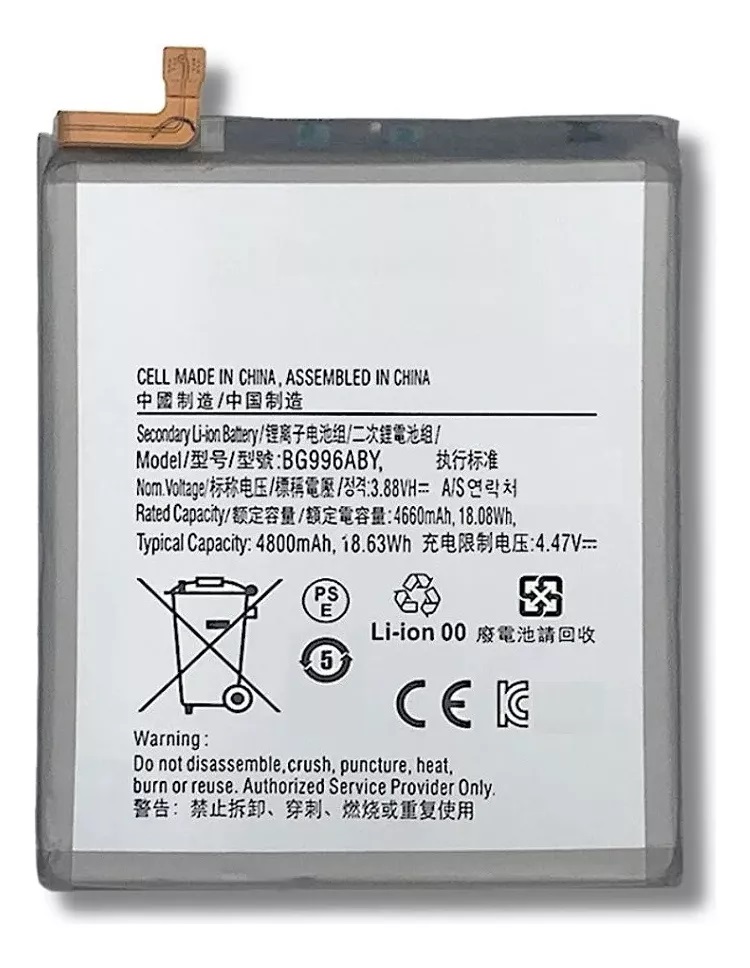 CELL MADE IN CHINA, ASSEMBLED IN CHINA
中國制造/中国制造
Secondary Li-ion Battery/锂离子电池组/二次鋰電池組/
Model/型号/型號:BG996ABY, 执行标准
Nom.Voltage/标称电压/標稱電壓/정격:3.88VH⎓ A/S연락처
Rated Capacity/额定容量/額定電容量:4660mAh, 18.08Wh,
Typical Capacity: 4800mAh, 18.63Wh 充电限制电压:4.47V⎓
PS
E
5
Li-ion 00 廢電池請回收
CE KC
Warning:
Do not disassemble,crush, puncture, heat,
burn or reuse. Authorized Service Provider Only.
警告: 禁止拆卸、穿刺、燃烧或重复使用